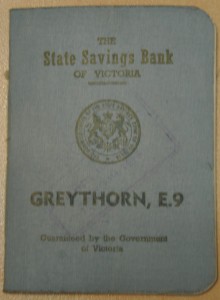 THE
State Savings Bank
OF VICTORIA
GREYTHORN, E.9
Guaranteed by the Government
of Victoria